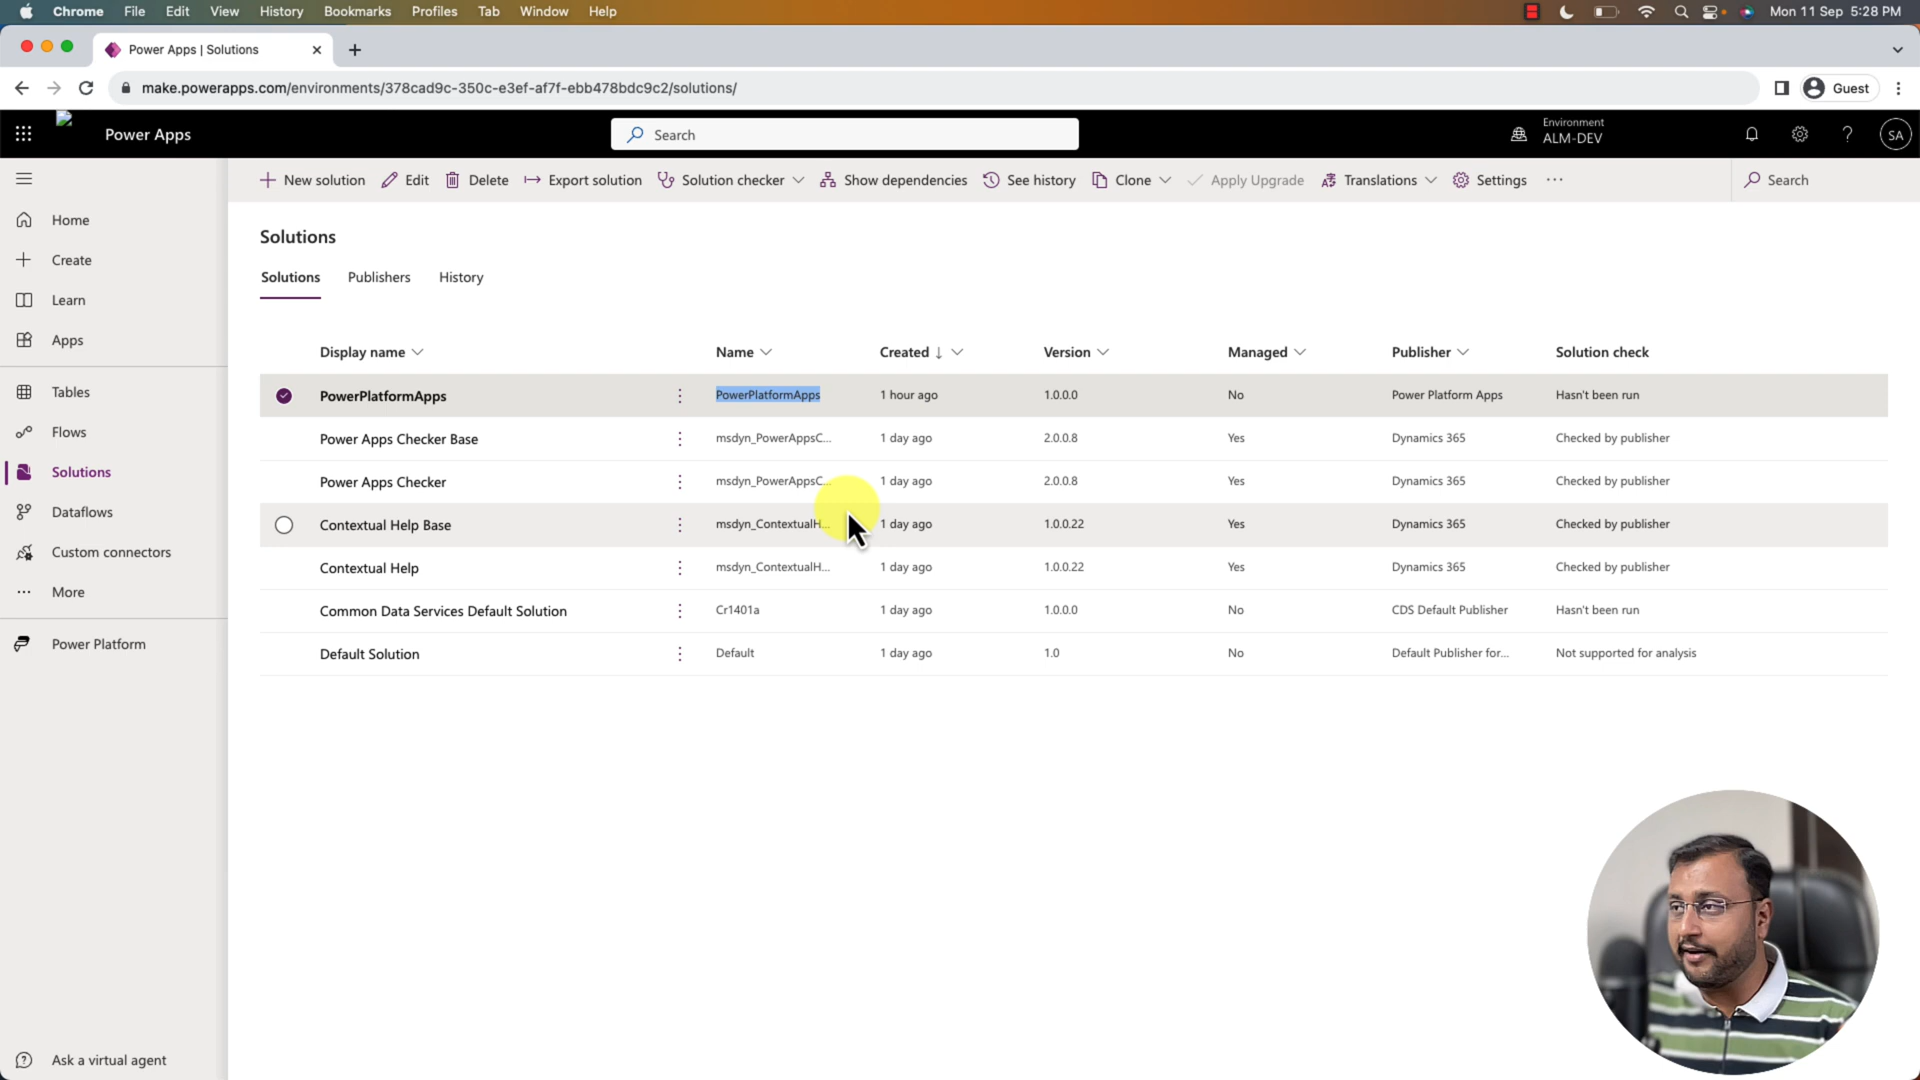 Chrome File Edit View History Bookmarks Profiles Tab Window Help Mon 11 Sep 5:28 PM
Power Apps | Solutions
make.powerapps.com/environments/378cad9c-350c-e3ef-af7f-ebb478bdc9c2/solutions/ Guest
Power Apps Search Environment
ALM-DEV SA
New solution Edit Delete Export solution Solution checker Show dependencies See history Clone Apply Upgrade Translations Settings ... Search
Home
Create
Learn
Apps
Tables
Flows
Solutions
Dataflows
Custom connectors
More
Power Platform
Ask a virtual agent
Solutions
Solutions Publishers History
Display name Name Created ↓ Version Managed Publisher Solution check
PowerPlatformApps PowerPlatformApps 1 hour ago 1.0.0.0 No Power Platform Apps Hasn't been run
Power Apps Checker Base msdyn_PowerAppsC... 1 day ago 2.0.0.8 Yes Dynamics 365 Checked by publisher
Power Apps Checker msdyn_PowerAppsC... 1 day ago 2.0.0.8 Yes Dynamics 365 Checked by publisher
Contextual Help Base msdyn_ContextualH... 1 day ago 1.0.0.22 Yes Dynamics 365 Checked by publisher
Contextual Help msdyn_ContextualH... 1 day ago 1.0.0.22 Yes Dynamics 365 Checked by publisher
Common Data Services Default Solution Cr1401a 1 day ago 1.0.0.0 No CDS Default Publisher Hasn't been run
Default Solution Default 1 day ago 1.0 No Default Publisher for... Not supported for analysis